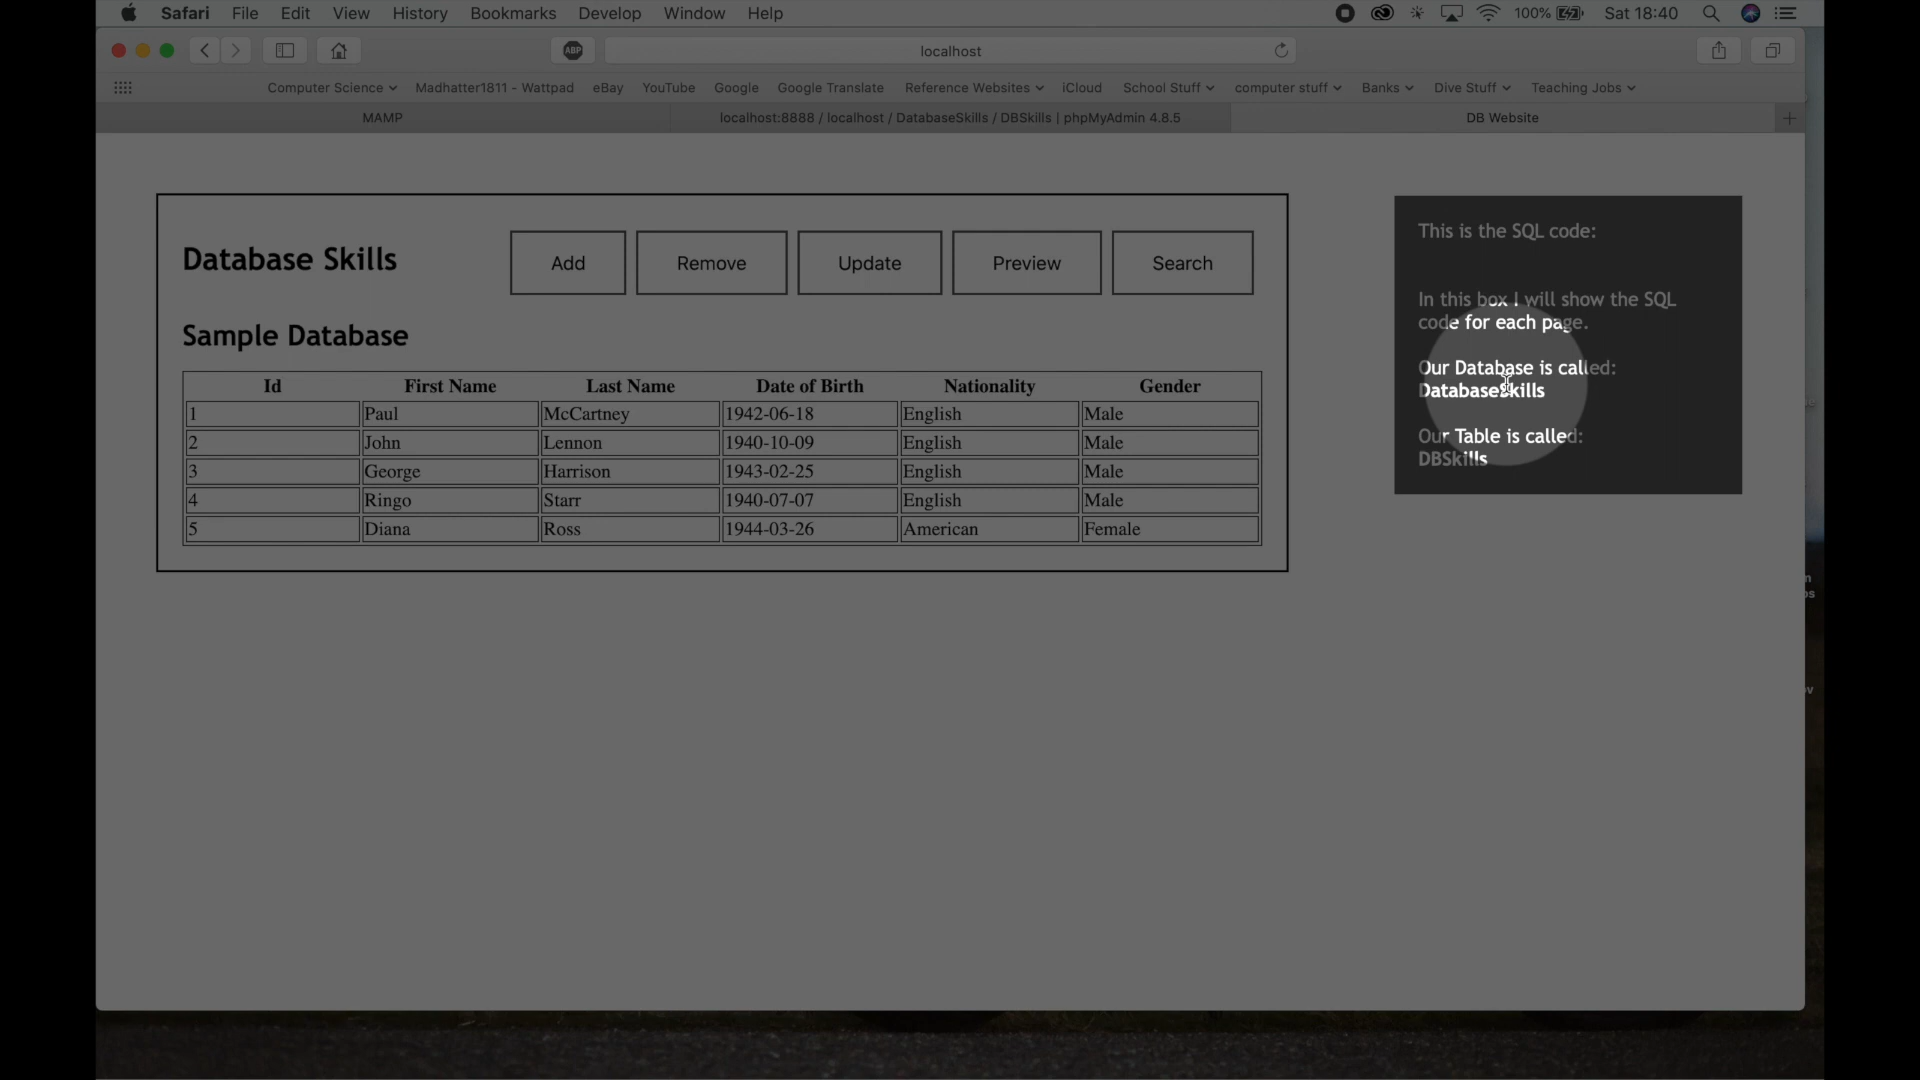 Safari File Edit View History Bookmarks Develop Window Help 100% Sat 18:40
ABP localhost
Computer Science Madhatter1811 - Wattpad eBay YouTube Google Google Translate Reference Websites iCloud School Stuff computer stuff Banks Dive Stuff Teaching Jobs
MAMP localhost:8888 / localhost / DatabaseSkills / DBSkills | phpMyAdmin 4.8.5 DB Website
Database Skills Add Remove Update Preview Search
Sample Database
Id First Name Last Name Date of Birth Nationality Gender
1 Paul McCartney 1942-06-18 English Male
2 John Lennon 1940-10-09 English Male
3 George Harrison 1943-02-25 English Male
4 Ringo Starr 1940-07-07 English Male
5 Diana Ross 1944-03-26 American Female
This is the SQL code:
In this box I will show the SQL
code for each page.
Our Database is called:
DatabaseSkills
Our Table is called:
DBSkills